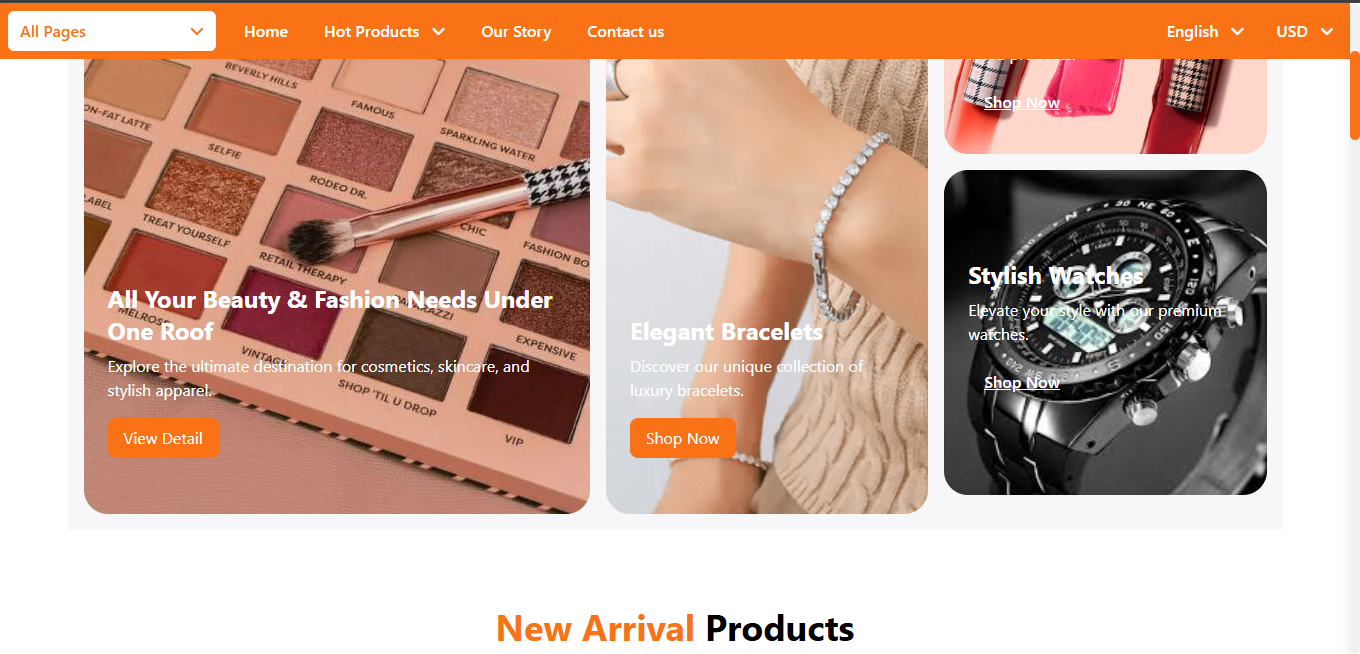 All Pages
Home
Hot Products
Our Story
Contact us
English
USD
BEVERLY HILLS
FAMOUS
SPARKLING WATER
ON-FAT LATTE
SELFIE
RODEO DR.
LABEL
TREAT YOURSELF
RETAIL THERAPY
CHIC
FASHION BO
MELROSE
VINTAGE
EXPENSIVE
SHOP 'TIL U DROP
VIP
All Your Beauty & Fashion Needs Under
One Roof
Explore the ultimate destination for cosmetics, skincare, and
stylish apparel.
View Detail
Elegant Bracelets
Discover our unique collection of
luxury bracelets.
Shop Now
Shop Now
Stylish Watches
Elevate your style with our premium
watches.
Shop Now
New Arrival Products